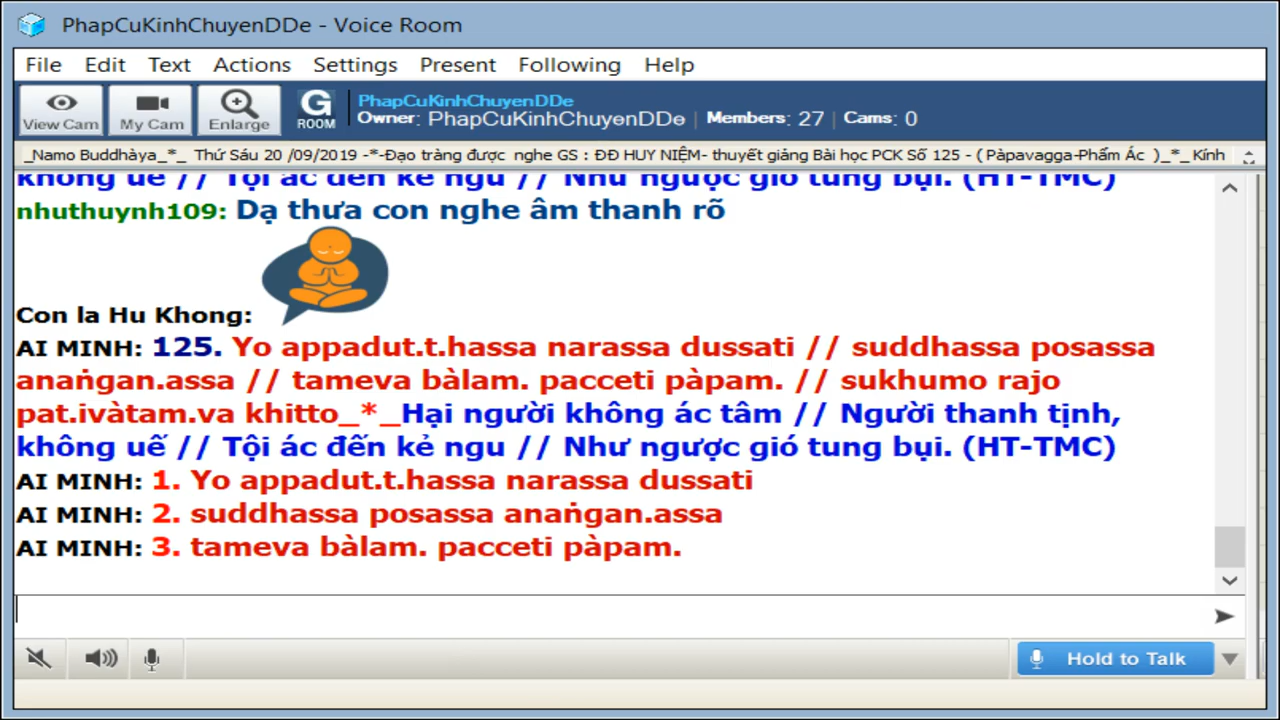 PhapCuKinhChuyenDDe - Voice Room
File Edit Text Actions Settings Present Following Help
View Cam My Cam Enlarge G ROOM PhapCuKinhChuyenDDe
Owner: PhapCuKinhChuyenDDe | Members: 27 | Cams: 0
_Namo Buddhàya_*_ Thứ Sáu 20 /09/2019 -*-Đạo tràng được nghe GS : ĐĐ HUY NIỆM- thuyết giảng Bài học PCK Số 125 - ( Pàpavagga-Phẩm Ác )_*_Kính
không uế // Tội ác đến kẻ ngu // Như ngược gió tung bụi. (HT-TMC)
nhuthuynh109: Dạ thưa con nghe âm thanh rõ
Con la Hu Khong:
AI MINH: 125. Yo appadut.t.hassa narassa dussati // suddhassa posassa
anaṅgan.assa // tameva bàlam. pacceti pàpam. // sukhumo rajo
pat.ivàtam.va khitto_*_Hại người không ác tâm // Người thanh tịnh,
không uế // Tội ác đến kẻ ngu // Như ngược gió tung bụi. (HT-TMC)
AI MINH: 1. Yo appadut.t.hassa narassa dussati
AI MINH: 2. suddhassa posassa anaṅgan.assa
AI MINH: 3. tameva bàlam. pacceti pàpam.
Hold to Talk